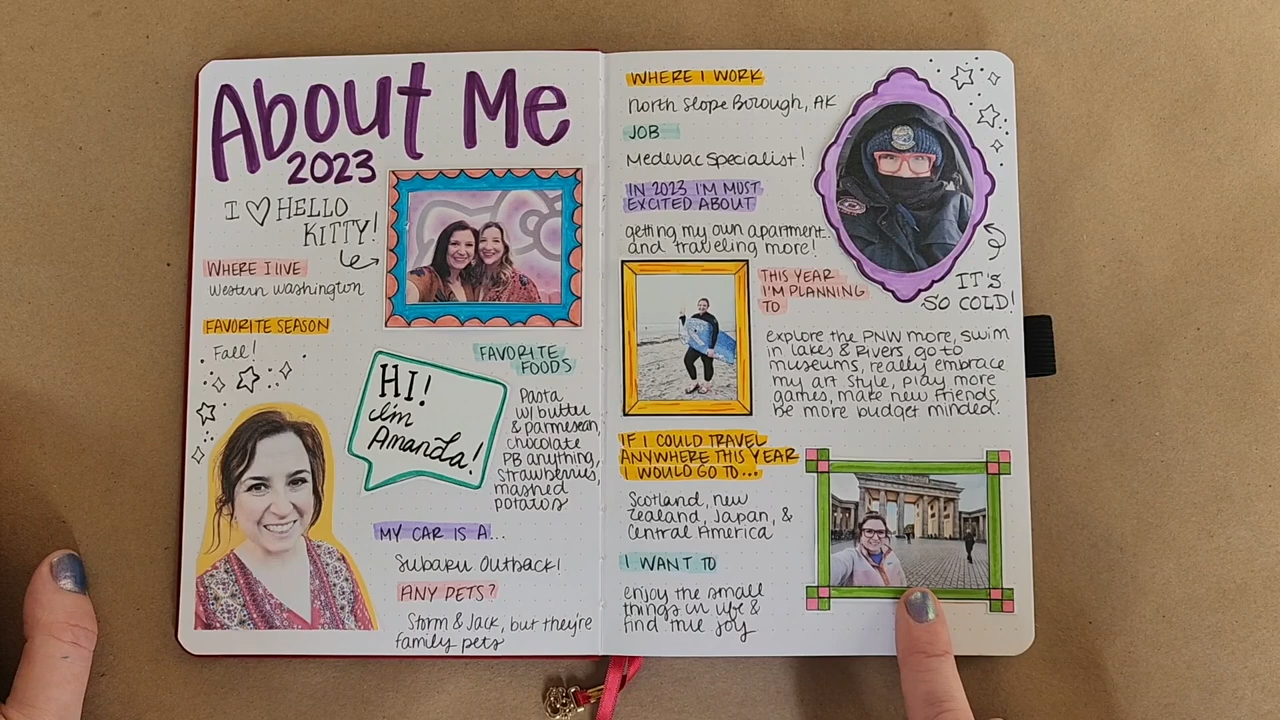 About Me
2023
I ♡ HELLO
KITTY!
WHERE I LIVE
Western Washington
FAVORITE SEASON
Fall!
HI!
I'm
Amanda!
FAVORITE
FOODS
Pasta
w/ butter
& parmesean,
chocolate
PB anything,
strawberries,
mashed
potatoes
MY CAR IS A...
Subaru Outback!
ANY PETS?
Storm & Jack, but they're
family pets
WHERE I WORK
North Slope Borough, AK
JOB
Medevac Specialist!
IN 2023 I'M MOST
EXCITED ABOUT
getting my own apartment...
and traveling more!
IT'S
SO COLD!
THIS YEAR
I'M PLANNING
TO
explore the PNW more, swim
in lakes & Rivers, go to
museums, really embrace
my art style, play more
games, make new friends,
be more budget minded.
IF I COULD TRAVEL
ANYWHERE THIS YEAR
I WOULD GO TO...
Scotland, new
Zealand, Japan, &
Central America
I WANT TO
enjoy the small
things in life &
find true joy